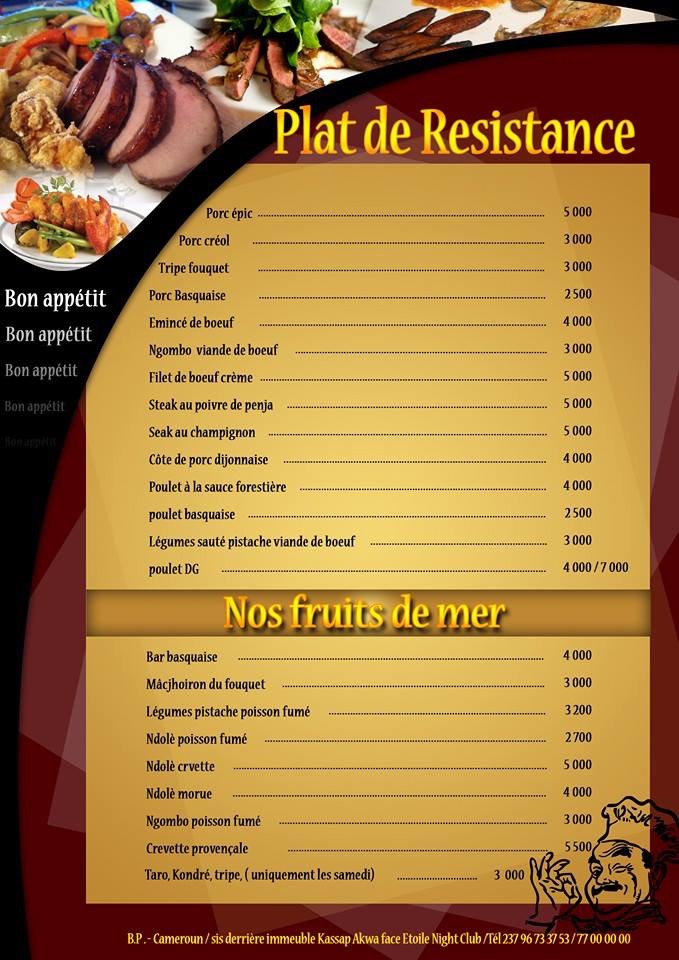 Plat de Resistance
Porc épic 5 000
Porc créol 3 000
Tripe fouquet 3 000
Porc Basquaise 2 500
Emincé de boeuf 4 000
Ngombo viande de boeuf 3 000
Filet de boeuf crème 5 000
Steak au poivre de penja 5 000
Seak au champignon 5 000
Côte de porc dijonnaise 4 000
Poulet à la sauce forestière 4 000
poulet basquaise 2 500
Légumes sauté pistache viande de boeuf 3 000
poulet DG 4 000 / 7 000
Bon appétit
Bon appétit
Bon appétit
Bon appétit
Bon appétit
Nos fruits de mer
Bar basquaise 4 000
Mâcjhoiron du fouquet 3 000
Légumes pistache poisson fumé 3 200
Ndolè poisson fumé 2 700
Ndolè crvette 5 000
Ndolè morue 4 000
Ngombo poisson fumé 3 000
Crevette provençale 5 500
Taro, Kondré, tripe, ( uniquement les samedi) 3 000
B.P . - Cameroun / sis derrière immeuble Kassap Akwa face Etoile Night Club /Tél 237 96 73 37 53 / 77 00 00 00